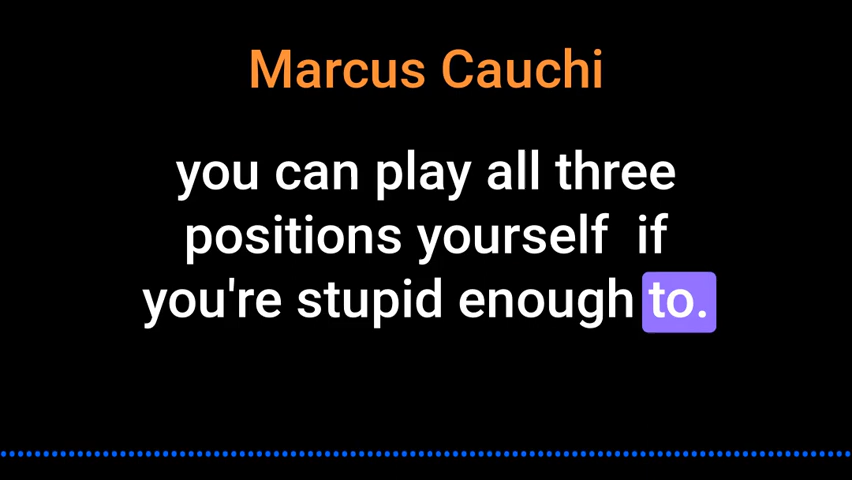 Marcus Cauchi
you can play all three
positions yourself  if
you're stupid enough to.